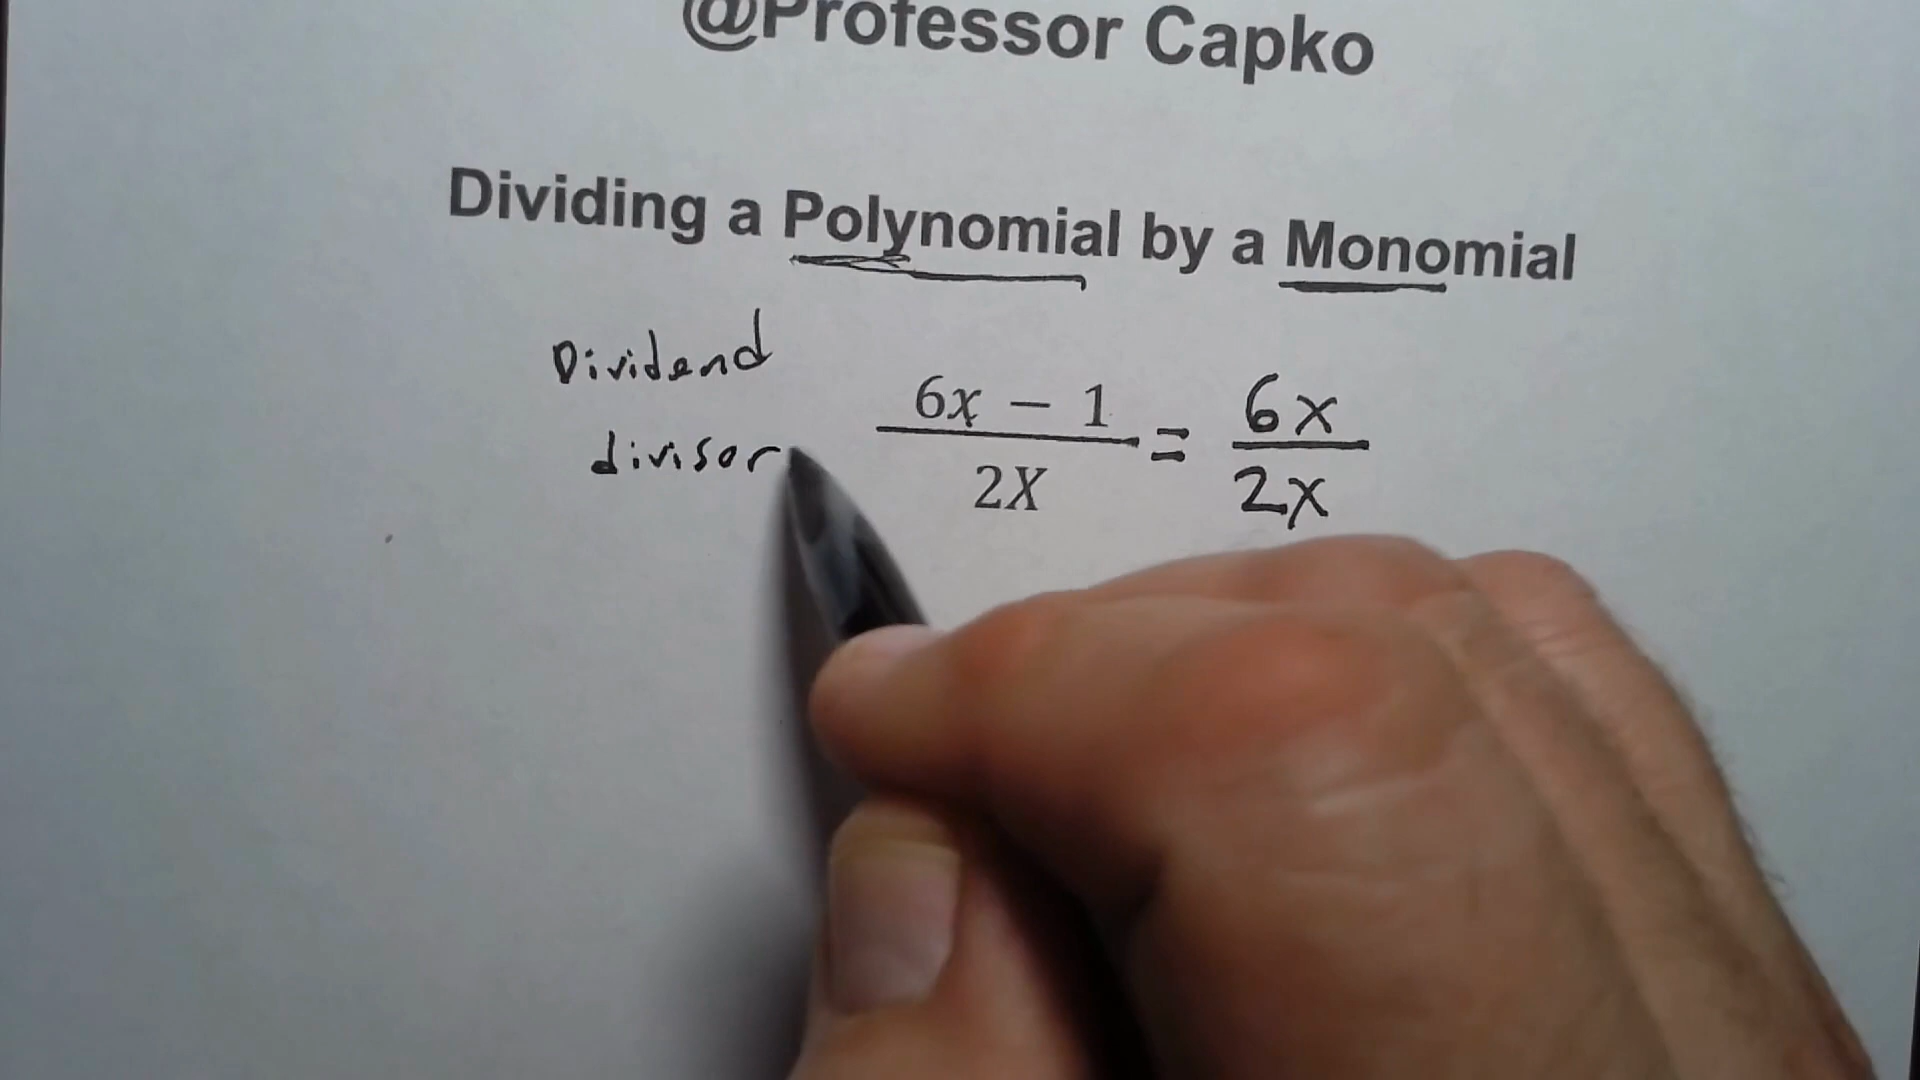 @Professor Capko
Dividing a Polynomial by a Monomial
Dividend
divisor
6x − 1 = 6x
2X 2x